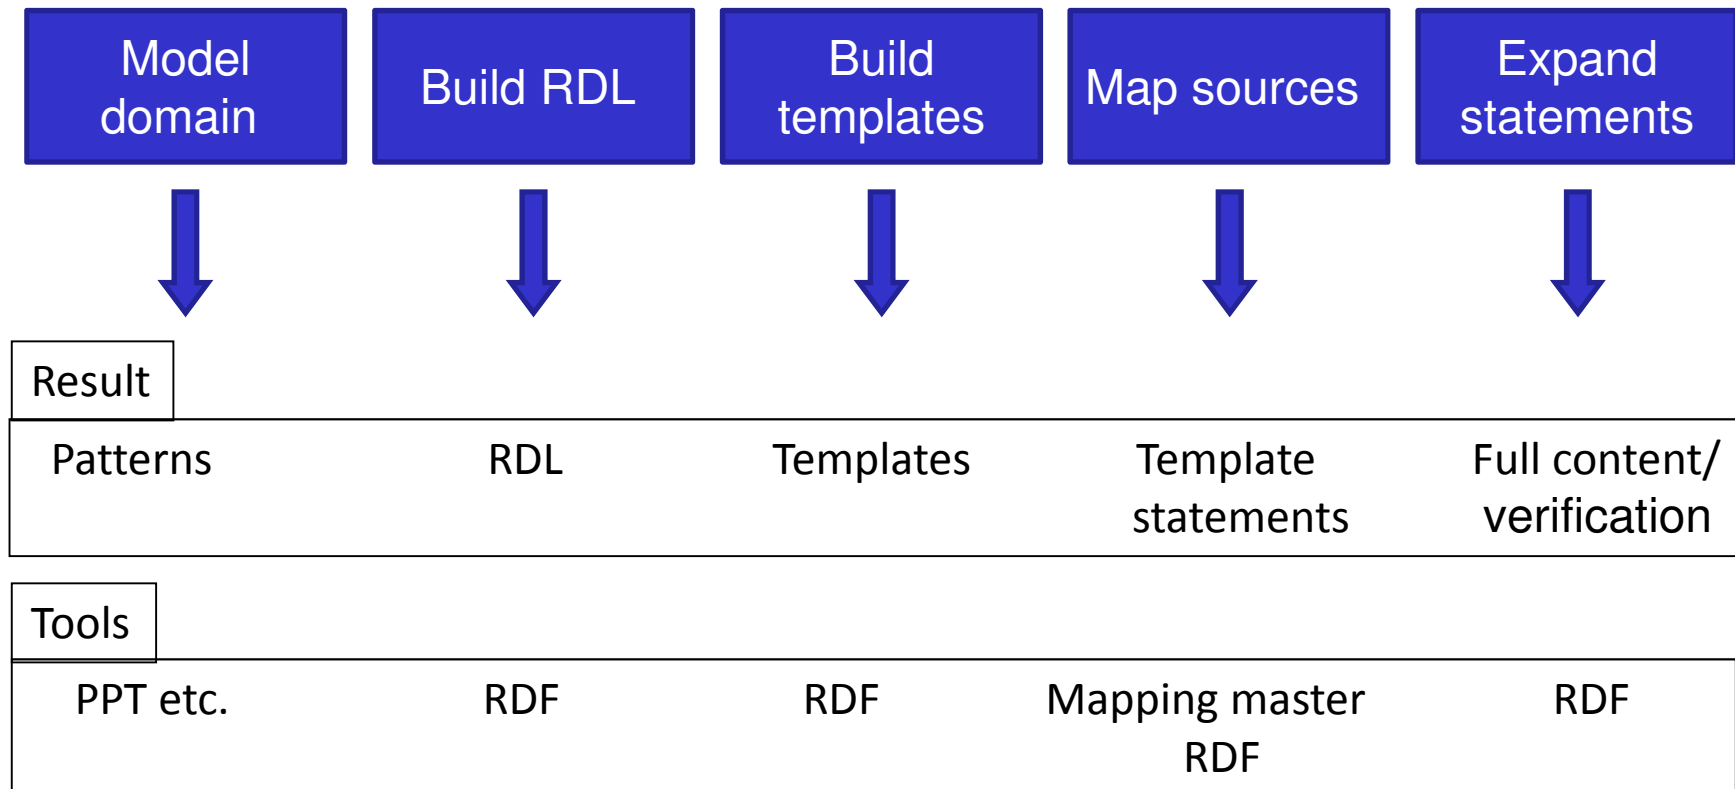 Model
domain
Build RDL
Build
templates
Map sources
Expand
statements
Result
Patterns
RDL
Templates
Template
statements
Full content/
verification
Tools
PPT etc.
RDF
RDF
Mapping master
RDF
RDF